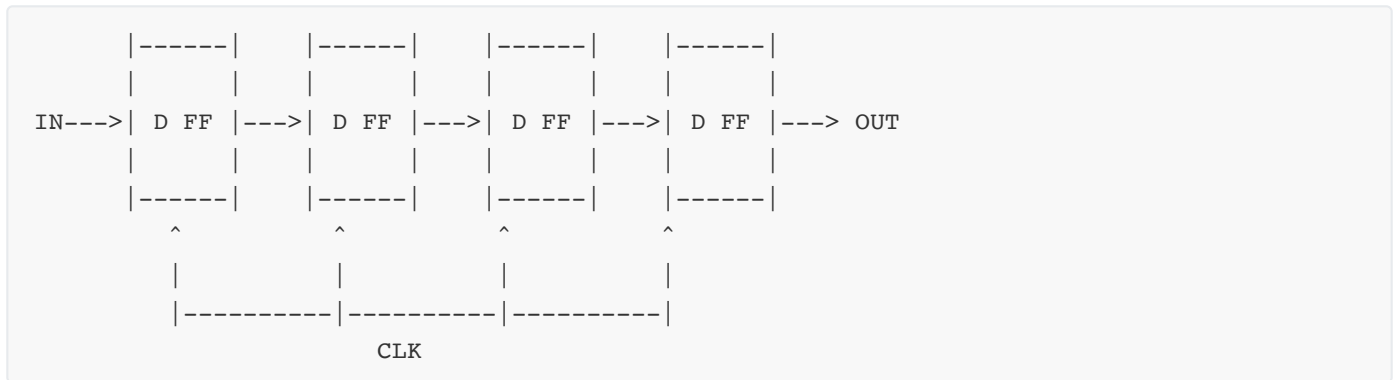 |------|    |------|    |------|    |------|
      |      |    |      |    |      |    |      |
IN--->| D FF |--->| D FF |--->| D FF |--->| D FF |---> OUT
      |      |    |      |    |      |    |      |
      |------|    |------|    |------|    |------|
         ^          ^          ^          ^
         |          |          |          |
         |----------|----------|----------|
                       CLK